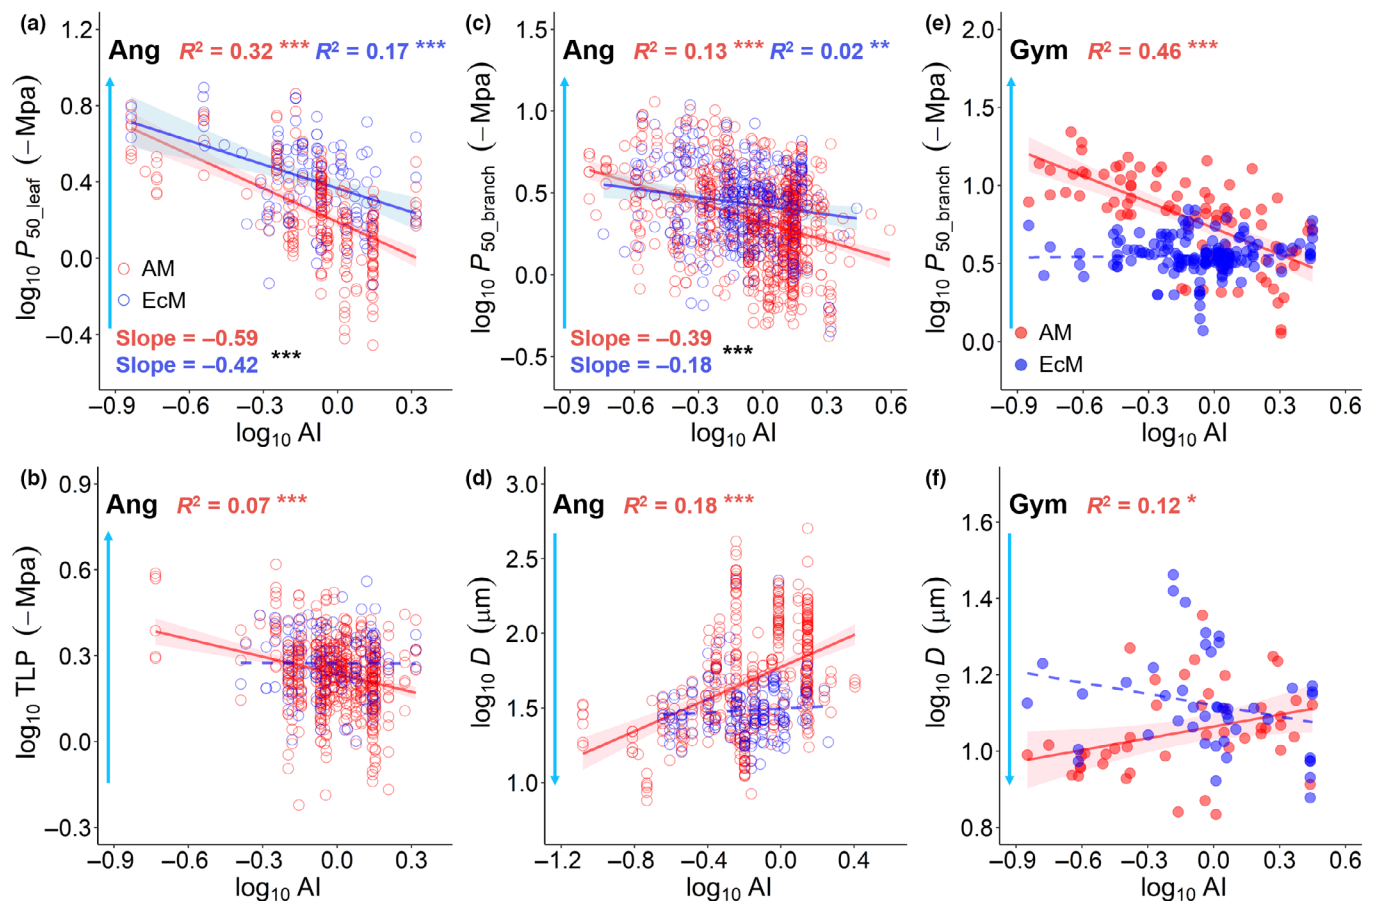 (a)
Ang R² = 0.32 *** R² = 0.17 ***
log₁₀ P₅₀_leaf (−Mpa)
1.2
0.8
0.4
0.0
−0.4
AM
EcM
Slope = −0.59
Slope = −0.42
***
−0.9 −0.6 −0.3 0.0 0.3
log₁₀ AI
(c)
Ang R² = 0.13 *** R² = 0.02 **
log₁₀ P₅₀_branch (−Mpa)
1.5
1.0
0.5
0.0
−0.5
Slope = −0.39
Slope = −0.18
***
−0.9 −0.6 −0.3 0.0 0.3 0.6
log₁₀ AI
(e)
Gym R² = 0.46 ***
log₁₀ P₅₀_branch (−Mpa)
2.0
1.5
1.0
0.5
0.0
AM
EcM
−0.9 −0.6 −0.3 0.0 0.3 0.6
log₁₀ AI
(b)
Ang R² = 0.07 ***
log₁₀ TLP (−Mpa)
0.9
0.6
0.3
0.0
−0.3
−0.9 −0.6 −0.3 0.0 0.3
log₁₀ AI
(d)
Ang R² = 0.18 ***
log₁₀ D (μm)
3.0
2.5
2.0
1.5
1.0
−1.2 −0.8 −0.4 0.0 0.4
log₁₀ AI
(f)
Gym R² = 0.12 *
log₁₀ D (μm)
1.6
1.4
1.2
1.0
0.8
−0.9 −0.6 −0.3 0.0 0.3 0.6
log₁₀ AI